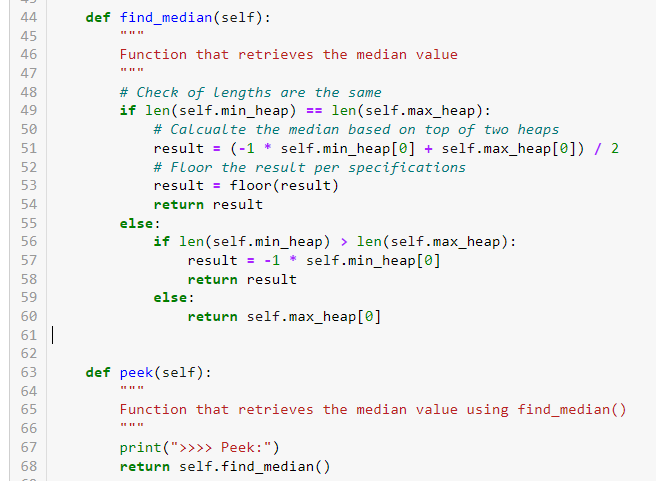 44 def find_median(self):
45 """
46 Function that retrieves the median value
47 """
48 # Check of Lengths are the same
49 if len(self.min_heap) == len(self.max_heap):
50 # Calcualte the median based on top of two heaps
51 result = (-1 * self.min_heap[0] + self.max_heap[0]) / 2
52 # Floor the result per specifications
53 result = floor(result)
54 return result
55 else:
56 if len(self.min_heap) > len(self.max_heap):
57 result = -1 * self.min_heap[0]
58 return result
59 else:
60 return self.max_heap[0]
61
62
63 def peek(self):
64 """
65 Function that retrieves the median value using find_median()
66 """
67 print(">>>> Peek:")
68 return self.find_median()